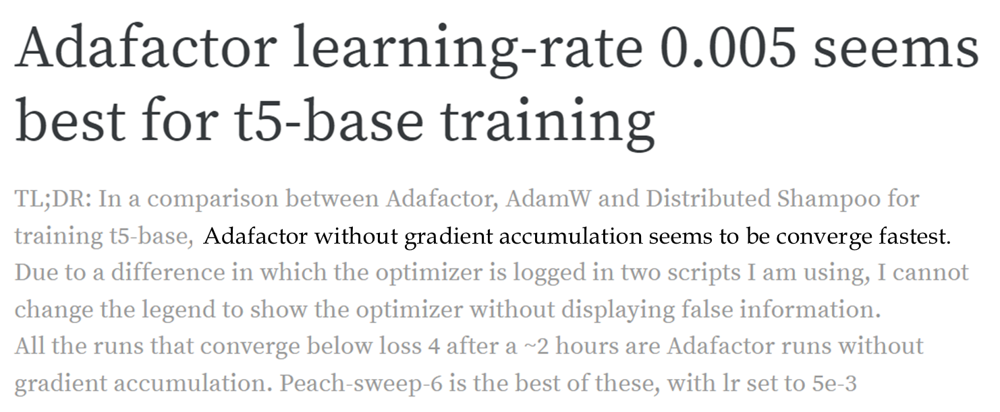 Adafactor learning-rate 0.005 seems
best for t5-base training
TL;DR: In a comparison between Adafactor, AdamW and Distributed Shampoo for
training t5-base, Adafactor without gradient accumulation seems to be converge fastest.
Due to a difference in which the optimizer is logged in two scripts I am using, I cannot
change the legend to show the optimizer without displaying false information.
All the runs that converge below loss 4 after a ~2 hours are Adafactor runs without
gradient accumulation. Peach-sweep-6 is the best of these, with lr set to 5e-3